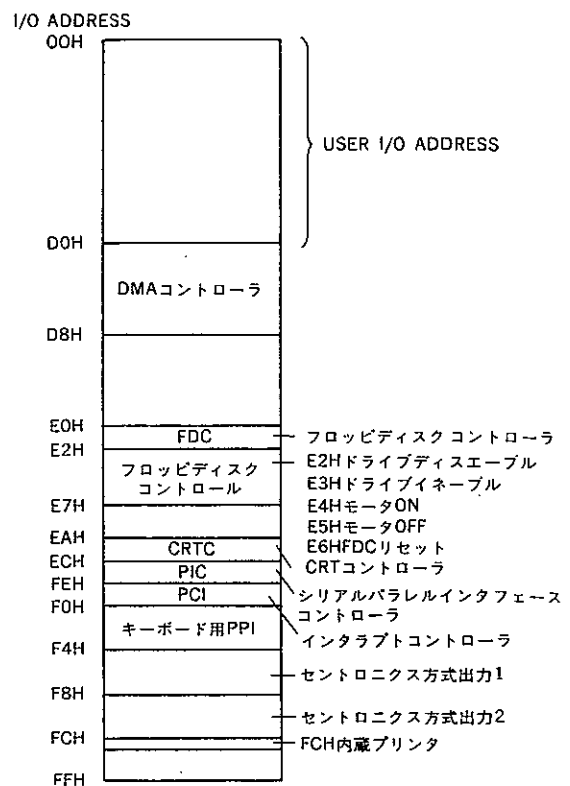 I/O ADDRESS
00H
USER I/O ADDRESS
D0H
DMAコントローラ
D8H
E0H
FDC
フロッピディスクコントローラ
E2H
フロッピディスク
コントロール
E2Hドライブディスエーブル
E3Hドライブイネーブル
E4HモータON
E5HモータOFF
E6HFDCリセット
E7H
EAH
CRTC
CRTコントローラ
ECH
PIC
シリアルパラレルインタフェース
コントローラ
FEH
PCI
インタラプトコントローラ
F0H
キーボード用PPI
F4H
セントロニクス方式出力1
F8H
セントロニクス方式出力2
FCH
FCH内蔵プリンタ
FFH